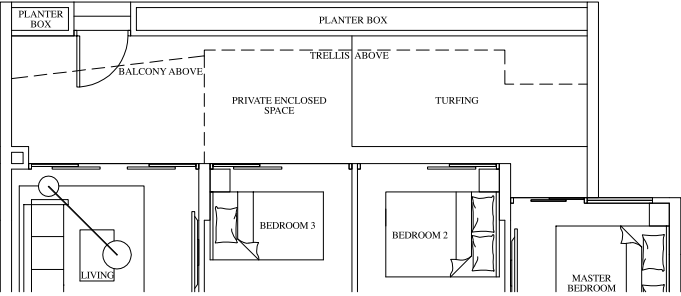 PLANTER
BOX
PLANTER BOX
TRELLIS ABOVE
BALCONY ABOVE
PRIVATE ENCLOSED
SPACE
TURFING
BEDROOM 3
BEDROOM 2
LIVING
MASTER
BEDROOM